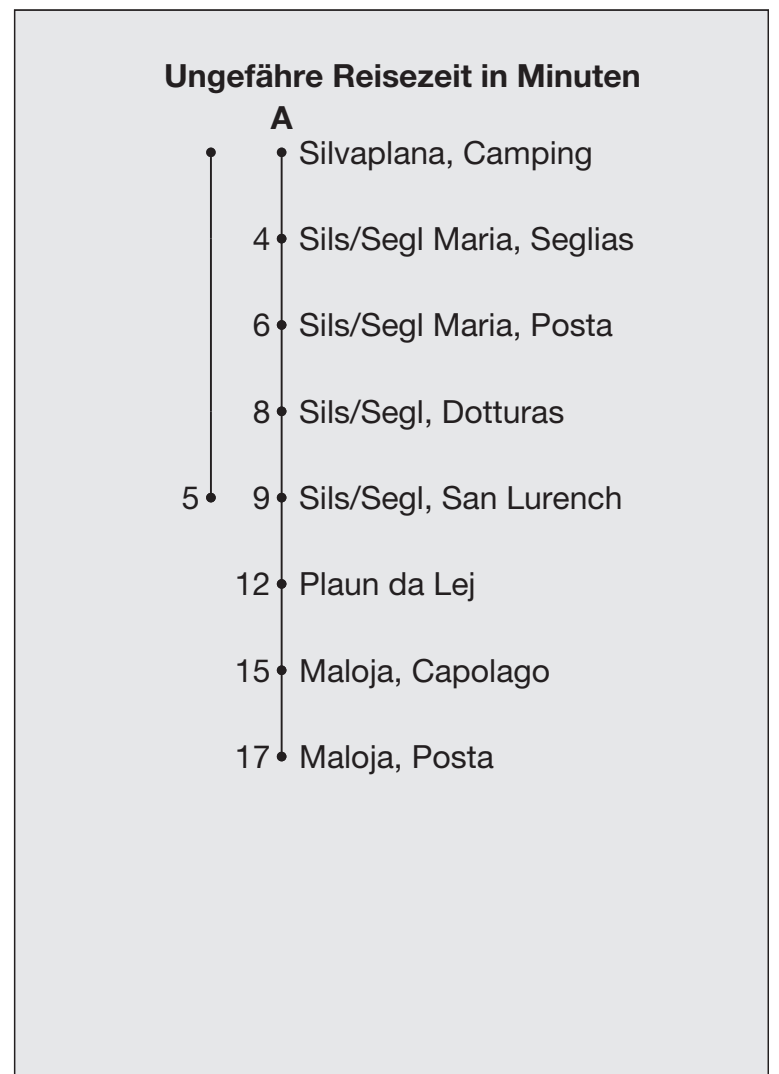 Ungefähre Reisezeit in Minuten
A
Silvaplana, Camping
4 Sils/Segl Maria, Seglias
6 Sils/Segl Maria, Posta
8 Sils/Segl, Dotturas
5 9 Sils/Segl, San Lurench
12 Plaun da Lej
15 Maloja, Capolago
17 Maloja, Posta